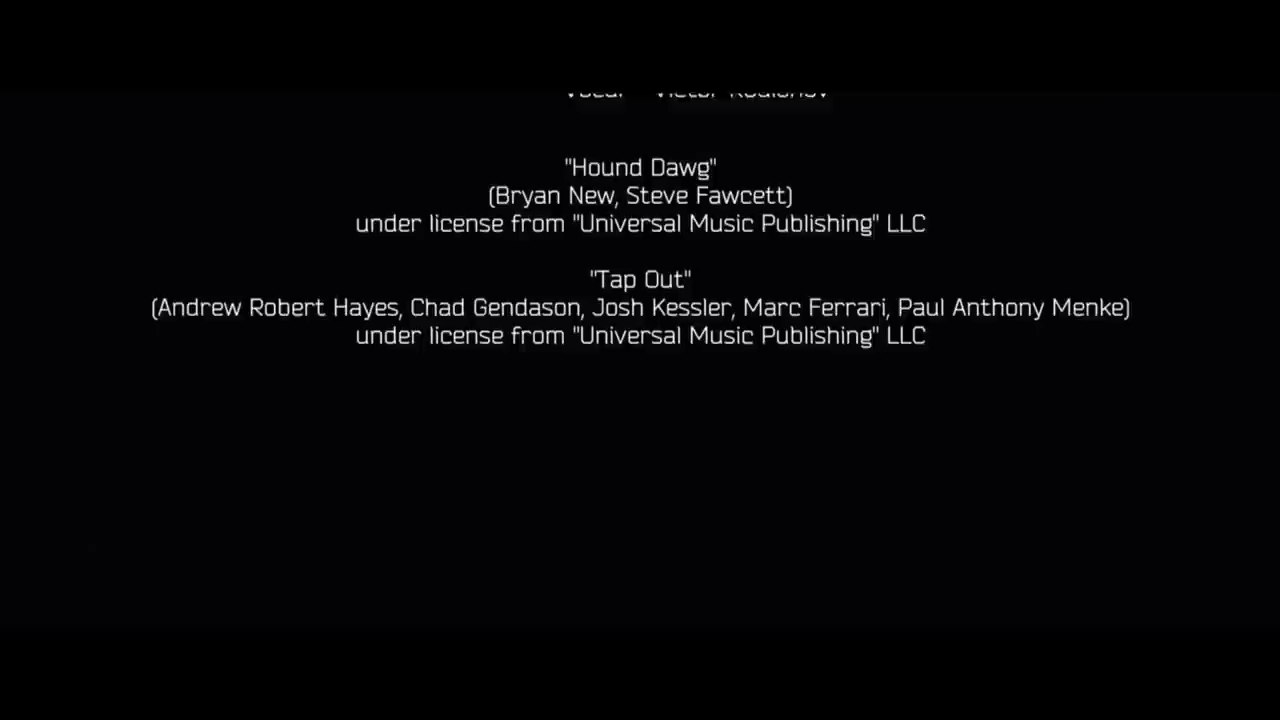 "Hound Dawg"
(Bryan New, Steve Fawcett)
under license from "Universal Music Publishing" LLC
"Tap Out"
(Andrew Robert Hayes, Chad Gendason, Josh Kessler, Marc Ferrari, Paul Anthony Menke)
under license from "Universal Music Publishing" LLC